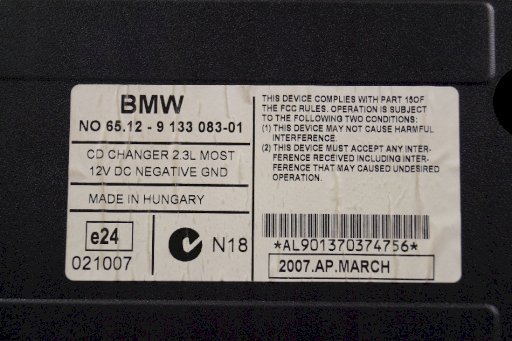 BMW
NO 65.12 - 9 133 083-01
CD CHANGER 2.3L MOST
12V DC NEGATIVE GND
MADE IN HUNGARY
e24
021007
N18
THIS DEVICE COMPLIES WITH PART 15OF
THE FCC RULES. OPERATION IS SUBJECT
TO THE FOLLOWING TWO CONDITIONS:
(1) THIS DEVICE MAY NOT CAUSE HARMFUL
INTERFERENCE.
(2) THIS DEVICE MUST ACCEPT ANY INTER-
FERENCE RECEIVED INCLUDING INTER-
FERENCE THAT MAY CAUSED UNDESIRED
OPERATION.
*AL901370374756*
2007.AP.MARCH